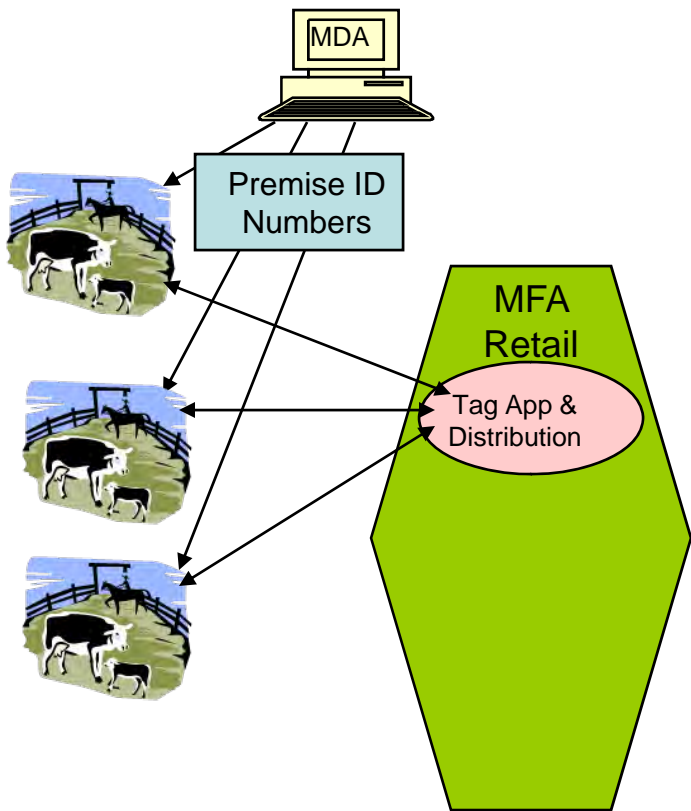 MDA
Premise ID
Numbers
MFA
Retail
Tag App &
Distribution